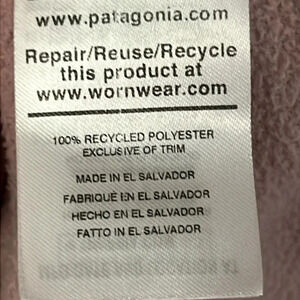 www.patagonia.com
Repair/Reuse/Recycle
this product at
www.wornwear.com
100% RECYCLED POLYESTER
EXCLUSIVE OF TRIM
MADE IN EL SALVADOR
FABRIQUÉ EN EL SALVADOR
HECHO EN EL SALVADOR
FATTO IN EL SALVADOR